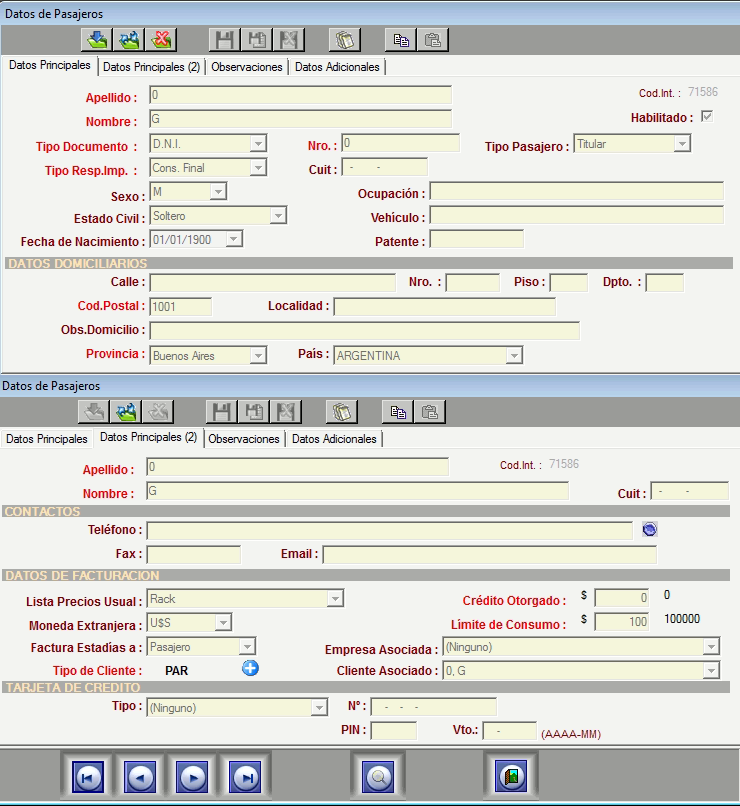 Datos de Pasajeros
Datos Principales Datos Principales (2) Observaciones Datos Adicionales
Apellido : 0 Cod.Int. : 71586
Nombre : G Habilitado :
Tipo Documento : D.N.I. Nro. : 0 Tipo Pasajero : Titular
Tipo Resp.Imp. : Cons. Final Cuit : - -
Sexo : M Ocupación :
Estado Civil : Soltero Vehiculo :
Fecha de Nacimiento : 01/01/1900 Patente :
DATOS DOMICILIARIOS
Calle : Nro. : Piso : Dpto. :
Cod.Postal : 1001 Localidad :
Obs.Domicilio :
Provincia : Buenos Aires País : ARGENTINA
Datos de Pasajeros
Datos Principales Datos Principales (2) Observaciones Datos Adicionales
Apellido : 0 Cod.Int. : 71586
Nombre : G Cuit : - -
CONTACTOS
Teléfono :
Fax : Email :
DATOS DE FACTURACION
Lista Precios Usual : Rack Crédito Otorgado : $ 0 0
Moneda Extranjera : U$S Límite de Consumo : $ 100 100000
Factura Estadías a : Pasajero Empresa Asociada : (Ninguno)
Tipo de Cliente : PAR Cliente Asociado : 0, G
TARJETA DE CREDITO
Tipo : (Ninguno) Nº : - - -
PIN : Vto.: - (AAAA-MM)